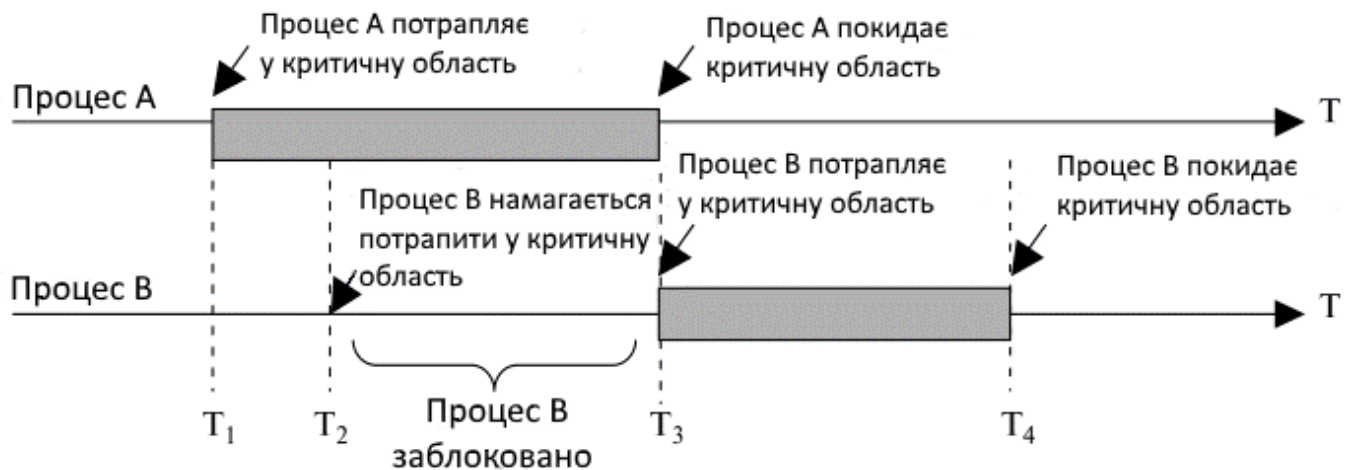 Процес А потрапляє
у критичну область
Процес А покидає
критичну область
Процес А
T
Процес В потрапляє
у критичну область
Процес В покидає
критичну область
Процес В намагається
потрапити у критичну
область
Процес В
T
T1
T2
Процес В
заблоковано
T3
T4